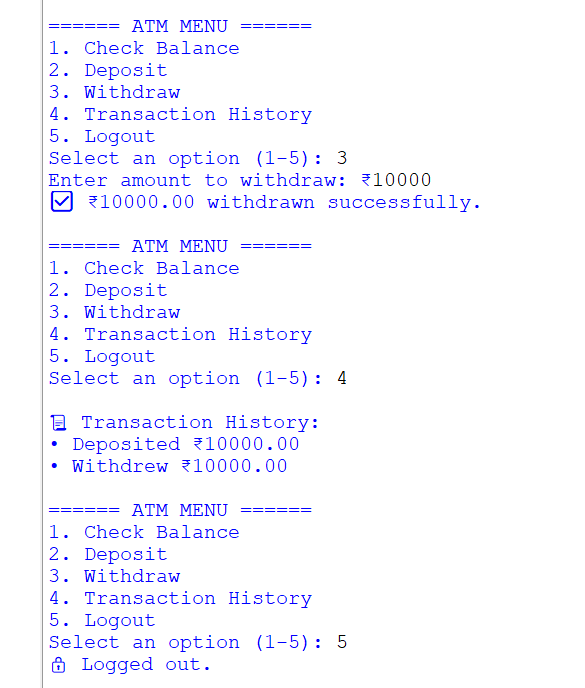 ====== ATM MENU ======
1. Check Balance
2. Deposit
3. Withdraw
4. Transaction History
5. Logout
Select an option (1-5): 3
Enter amount to withdraw: ₹10000
☑ ₹10000.00 withdrawn successfully.
====== ATM MENU ======
1. Check Balance
2. Deposit
3. Withdraw
4. Transaction History
5. Logout
Select an option (1-5): 4
📜 Transaction History:
• Deposited ₹10000.00
• Withdrew ₹10000.00
====== ATM MENU ======
1. Check Balance
2. Deposit
3. Withdraw
4. Transaction History
5. Logout
Select an option (1-5): 5
🔒 Logged out.